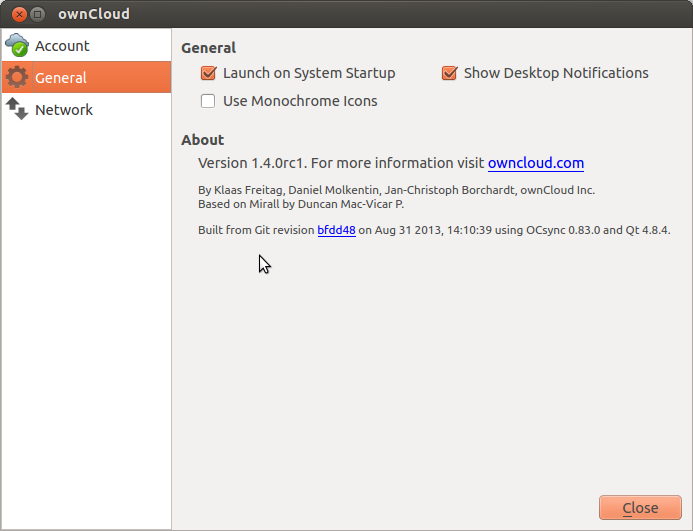 ownCloud
Account
General
Network
General
Launch on System Startup
Show Desktop Notifications
Use Monochrome Icons
About
Version 1.4.0rc1. For more information visit owncloud.com
By Klaas Freitag, Daniel Molkentin, Jan-Christoph Borchardt, ownCloud Inc.
Based on Mirall by Duncan Mac-Vicar P.
Built from Git revision bfdd48 on Aug 31 2013, 14:10:39 using OCsync 0.83.0 and Qt 4.8.4.
Close